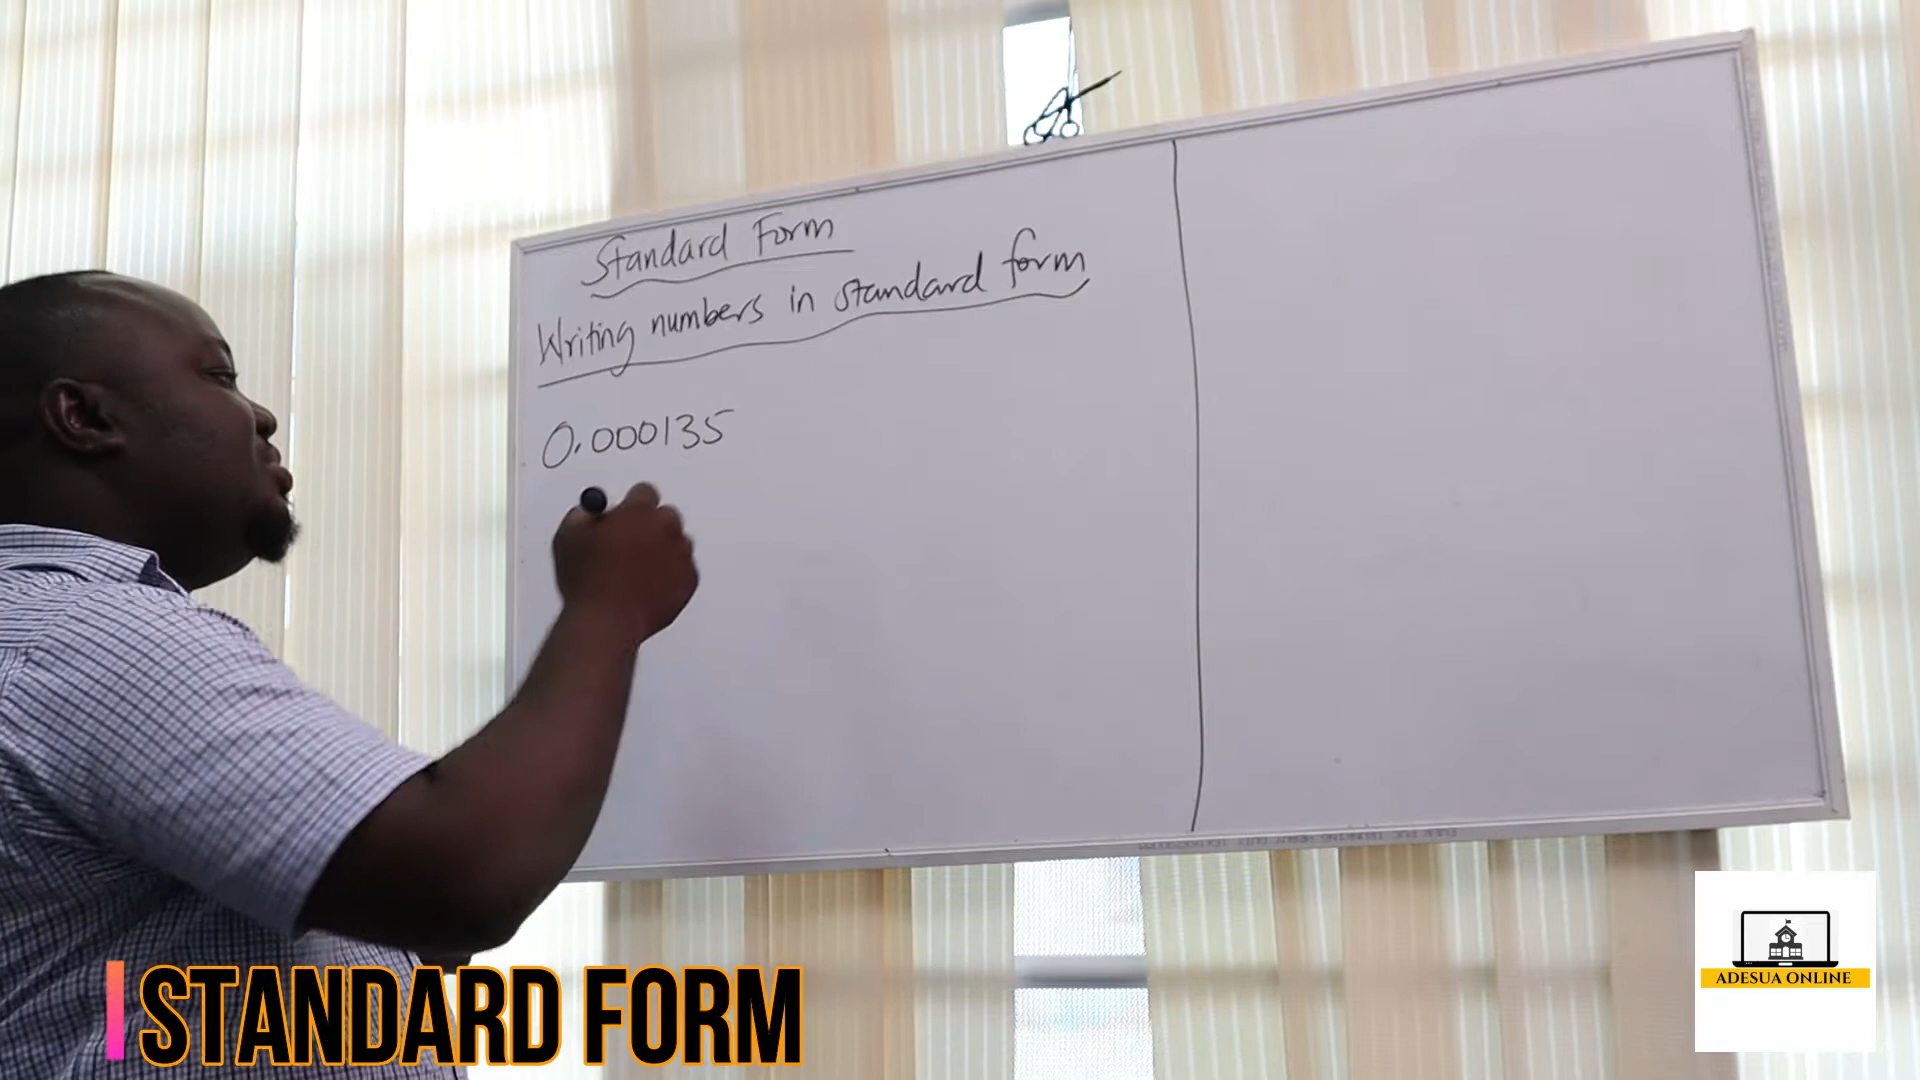 Standard Form
Writing numbers in standard form
0.000135
STANDARD FORM
ADESUA ONLINE